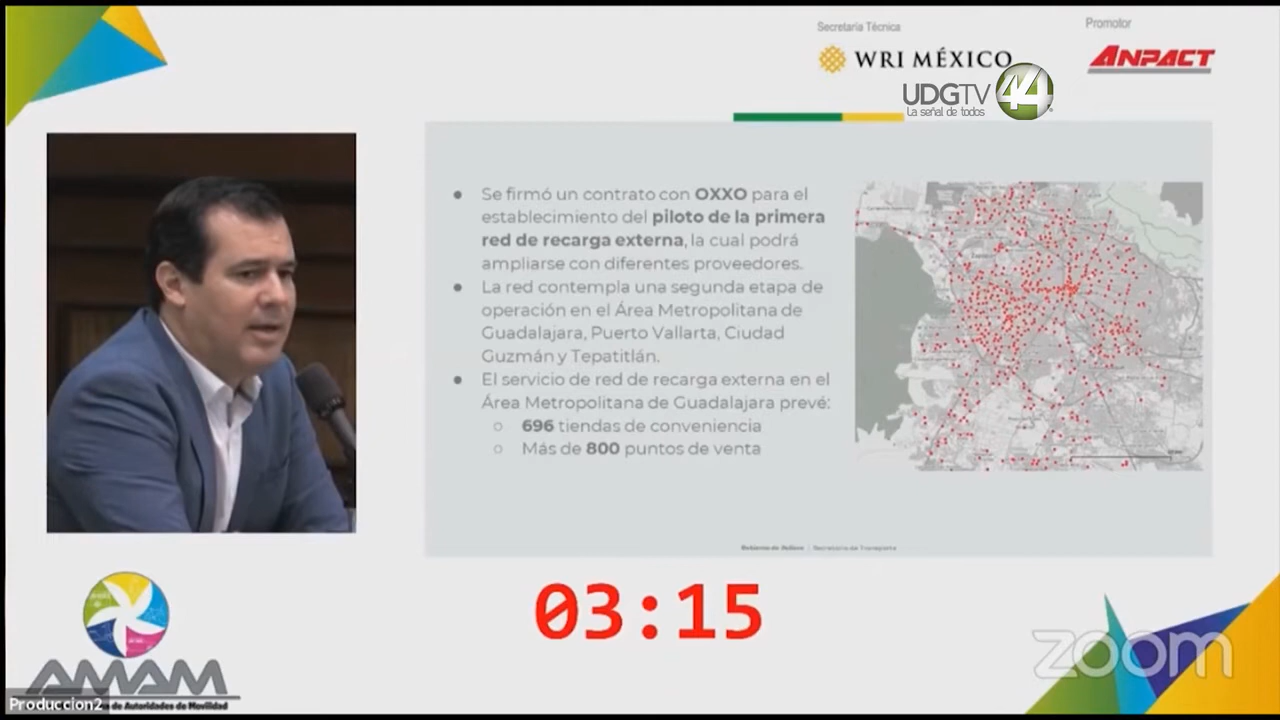 Secretaría Técnica
WRI MÉXICO
Promotor
ANPACT
UDGTV 44
La señal de todos
● Se firmó un contrato con OXXO para el
establecimiento del piloto de la primera
red de recarga externa, la cual podrá
ampliarse con diferentes proveedores.
● La red contempla una segunda etapa de
operación en el Área Metropolitana de
Guadalajara, Puerto Vallarta, Ciudad
Guzmán y Tepatitlán.
● El servicio de red de recarga externa en el
Área Metropolitana de Guadalajara prevé:
○ 696 tiendas de conveniencia
○ Más de 800 puntos de venta
Gobierno de Jalisco | Secretaría de Transporte
03:15
AMAM
de Autoridades de Movilidad
Produccion2
zoom